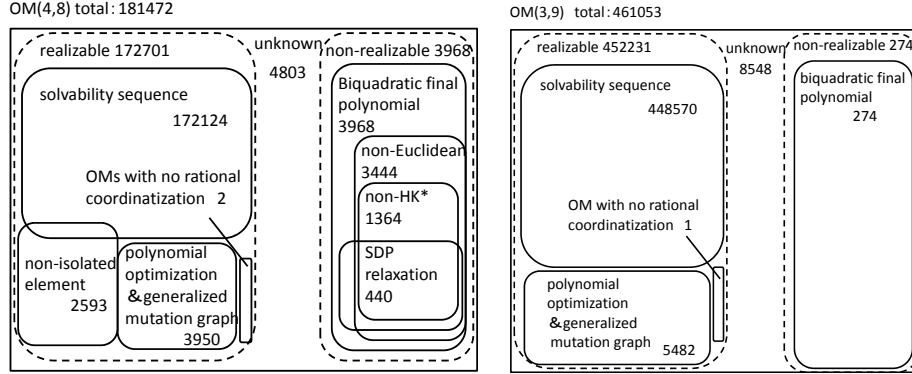 OM(4,8) total:181472
realizable 172701
unknown
4803
non-realizable 3968
solvability sequence
172124
OMs with no rational
coordinatization 2
non-isolated
element
2593
polynomial
optimization
&generalized
mutation graph
3950
Biquadratic final
polynomial
3968
non-Euclidean
3444
non-HK*
1364
SDP
relaxation
440
OM(3,9) total:461053
realizable 452231
unknown
8548
non-realizable 274
solvability sequence
448570
OM with no rational
coordinatization 1
polynomial
optimization
&generalized
mutation graph
5482
biquadratic final
polynomial
274